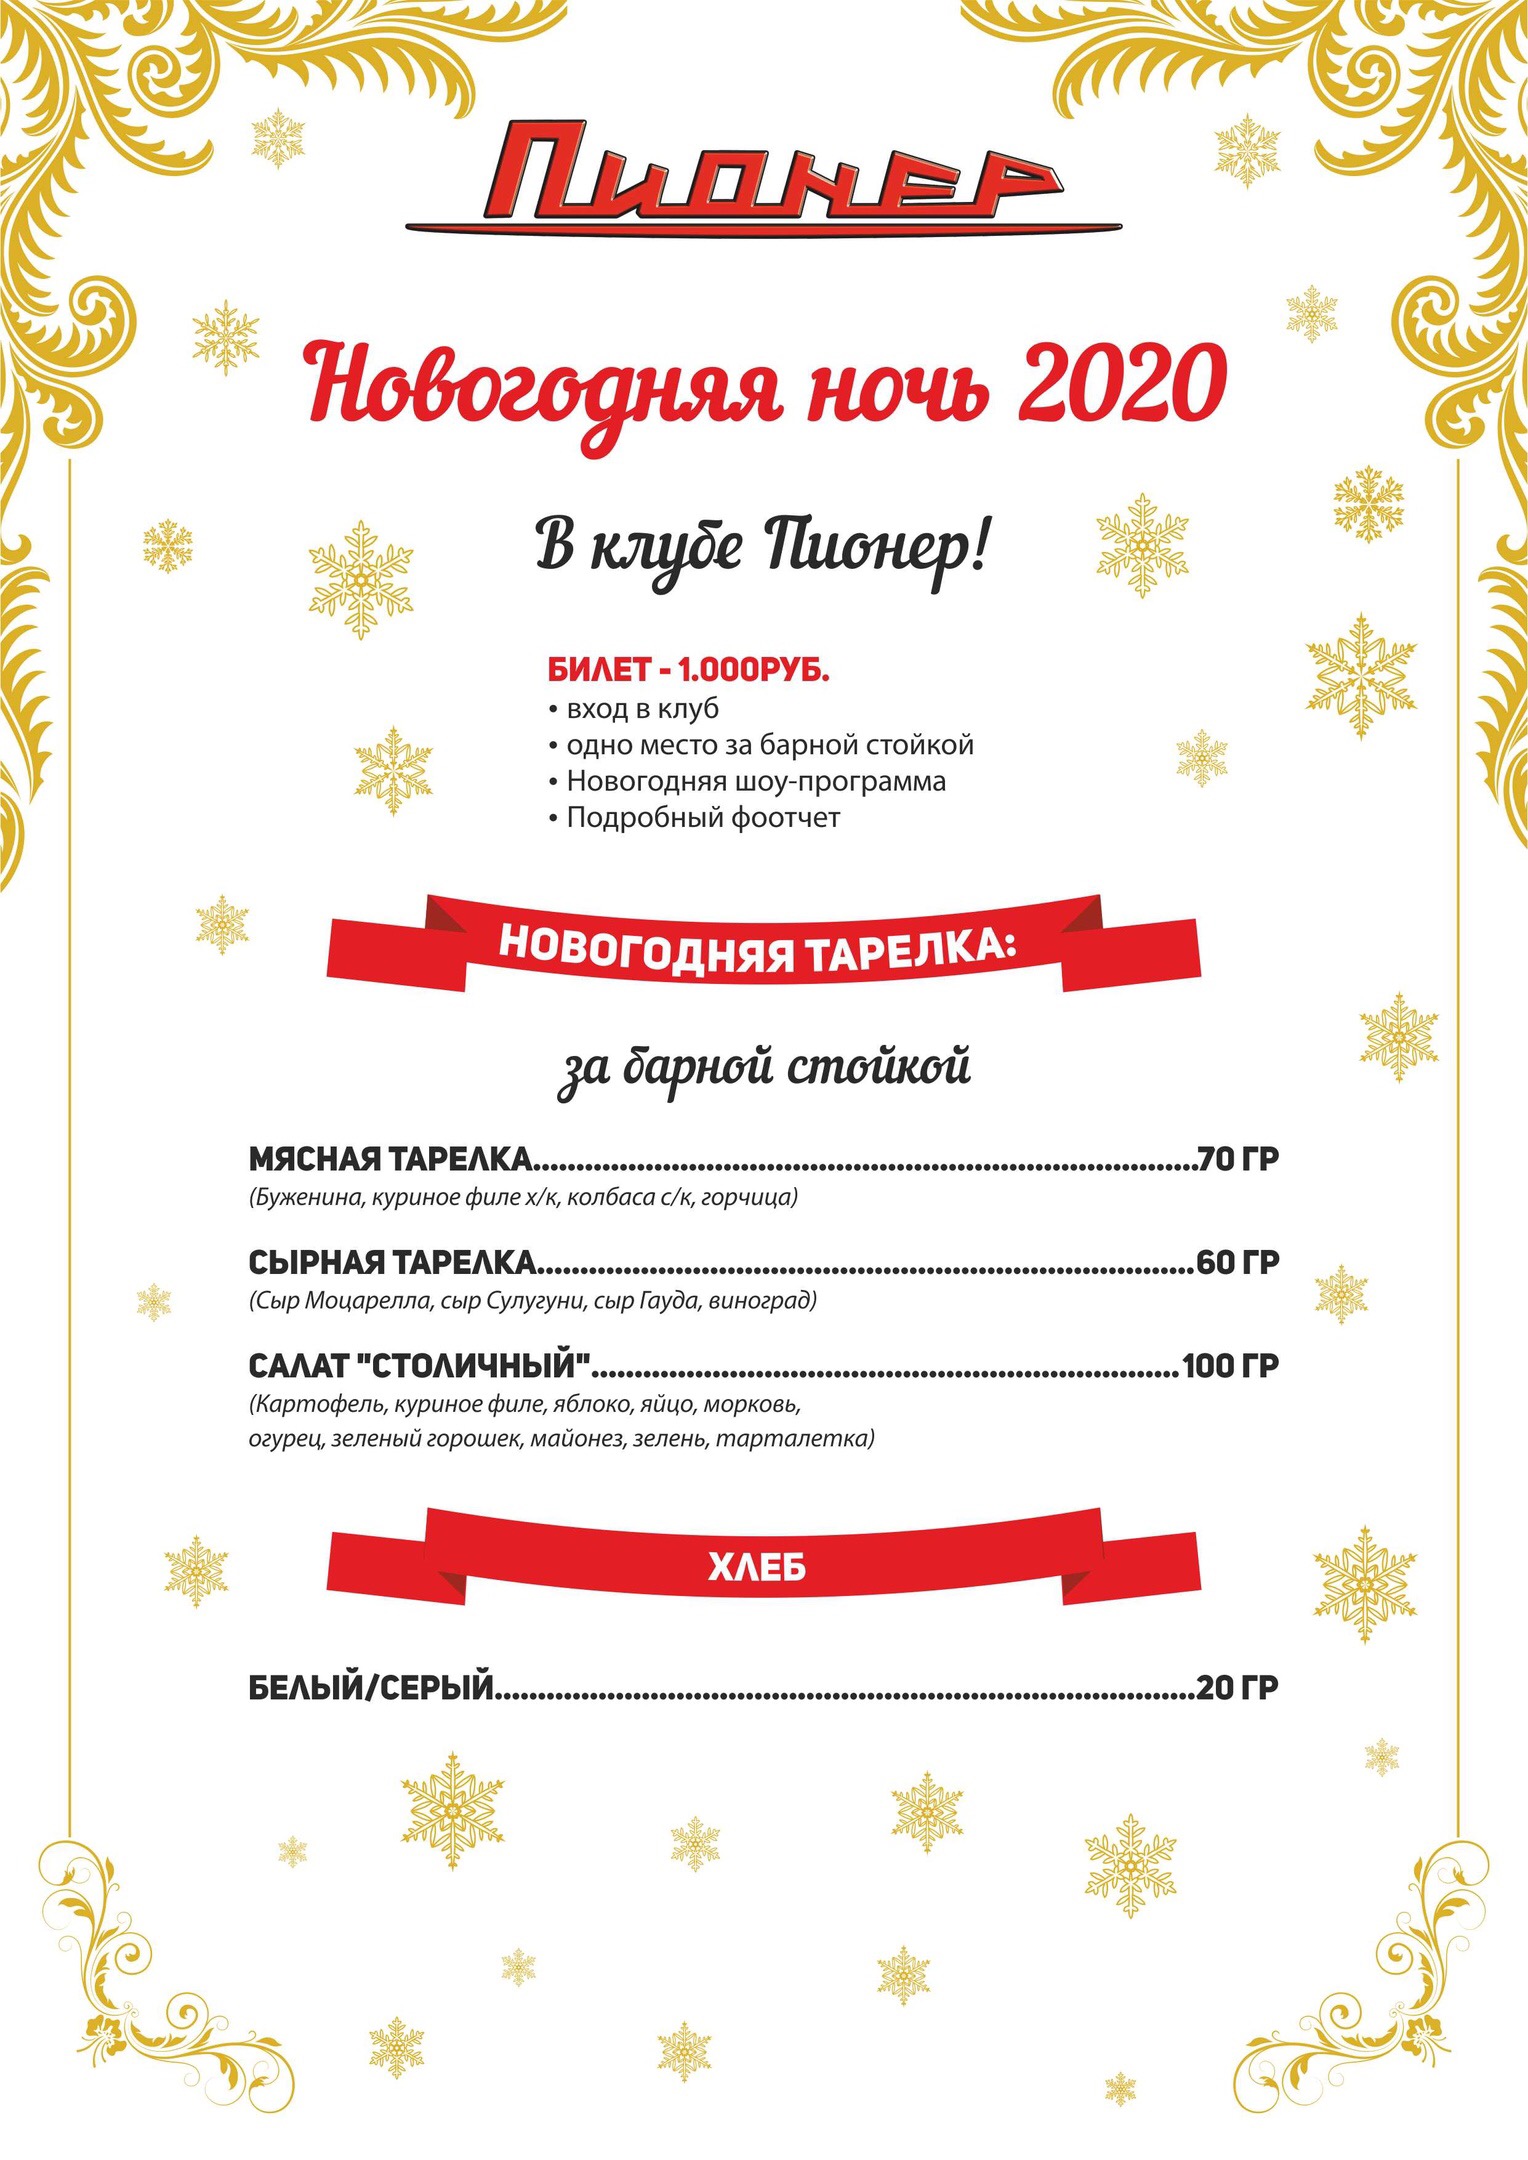 Пионер
Новогодняя ночь 2020
В клубе Пионер!
БИЛЕТ - 1.000РУБ.
• вход в клуб
• одно место за барной стойкой
• Новогодняя шоу-программа
• Подробный фоотчет
НОВОГОДНЯЯ ТАРЕЛКА:
за барной стойкой
МЯСНАЯ ТАРЕЛКА..........70 ГР
(Буженина, куриное филе х/к, колбаса с/к, горчица)
СЫРНАЯ ТАРЕЛКА..........60 ГР
(Сыр Моцарелла, сыр Сулугуни, сыр Гауда, виноград)
САЛАТ "СТОЛИЧНЫЙ"..........100 ГР
(Картофель, куриное филе, яблоко, яйцо, морковь,
огурец, зеленый горошек, майонез, зелень, тарталетка)
ХЛЕБ
БЕЛЫЙ/СЕРЫЙ..........20 ГР